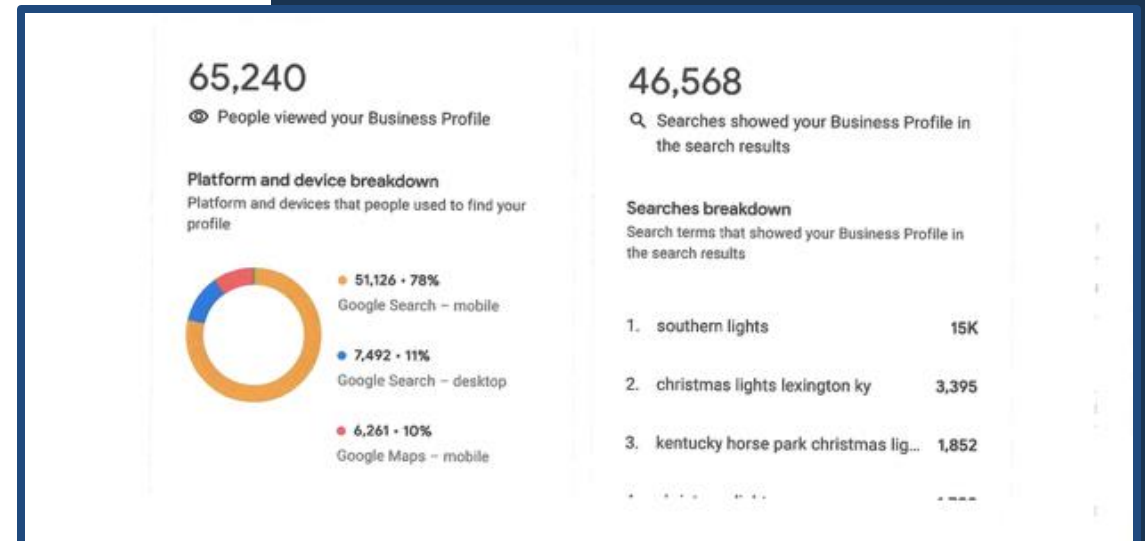 65,240
People viewed your Business Profile
Platform and device breakdown
Platform and devices that people used to find your
profile
51,126 • 78%
Google Search – mobile
7,492 • 11%
Google Search – desktop
6,261 • 10%
Google Maps – mobile
46,568
Searches showed your Business Profile in
the search results
Searches breakdown
Search terms that showed your Business Profile in
the search results
1. southern lights 15K
2. christmas lights lexington ky 3,395
3. kentucky horse park christmas lig... 1,852